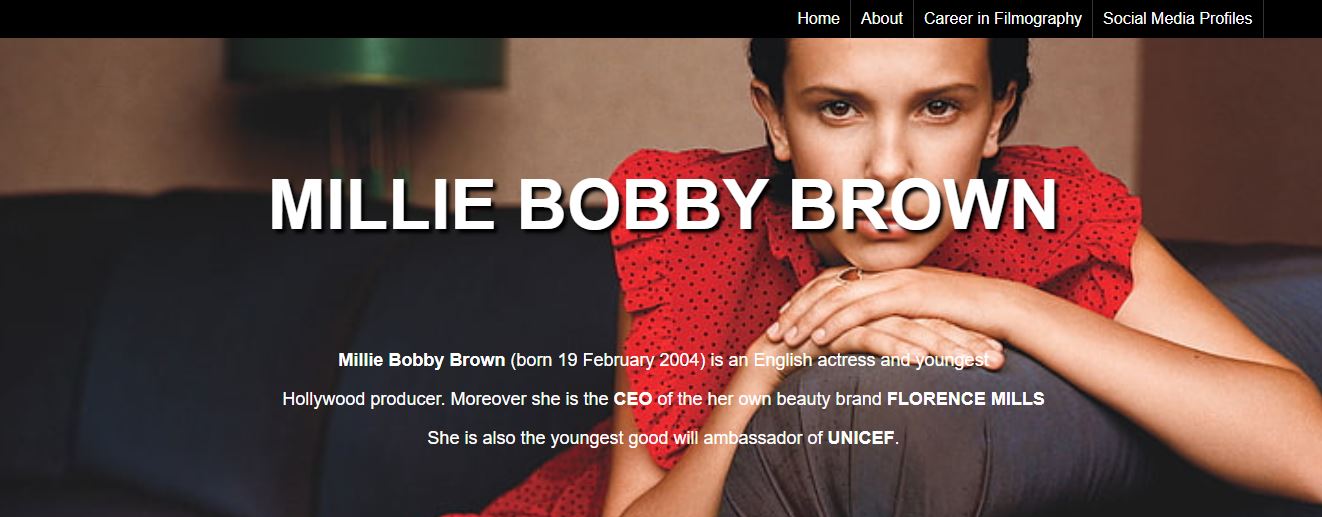 Home About Career in Filmography Social Media Profiles
MILLIE BOBBY BROWN
Millie Bobby Brown (born 19 February 2004) is an English actress and youngest
Hollywood producer. Moreover she is the CEO of the her own beauty brand FLORENCE MILLS
She is also the youngest good will ambassador of UNICEF.